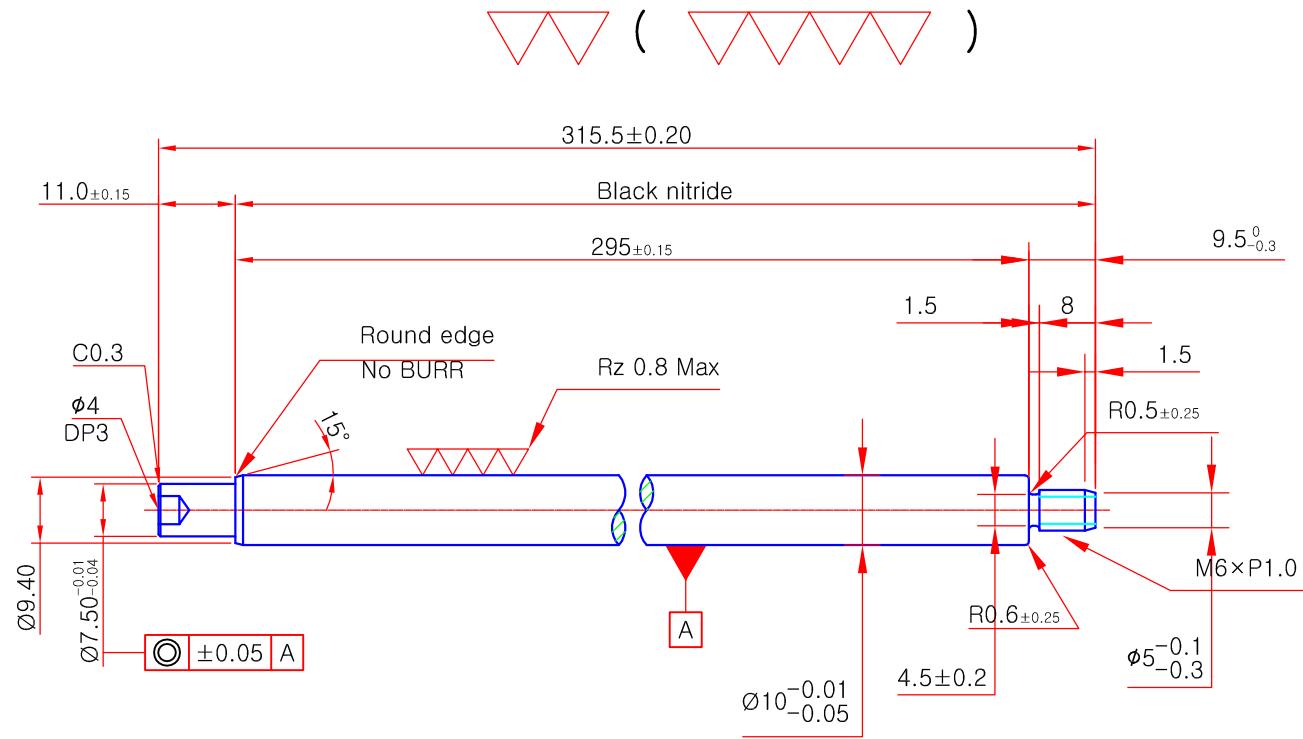 ( )
315.5±0.20
11.0±0.15
Black nitride
295±0.15
9.5 0 -0.3
1.5
8
Round edge
No BURR
C0.3
Rz 0.8 Max
1.5
ϕ4
DP3
15°
R0.5±0.25
Ø9.40
Ø7.50 -0.01 -0.04
M6×P1.0
R0.6±0.25
A
±0.05 A
4.5±0.2
ϕ5 -0.1 -0.3
Ø10 -0.01 -0.05